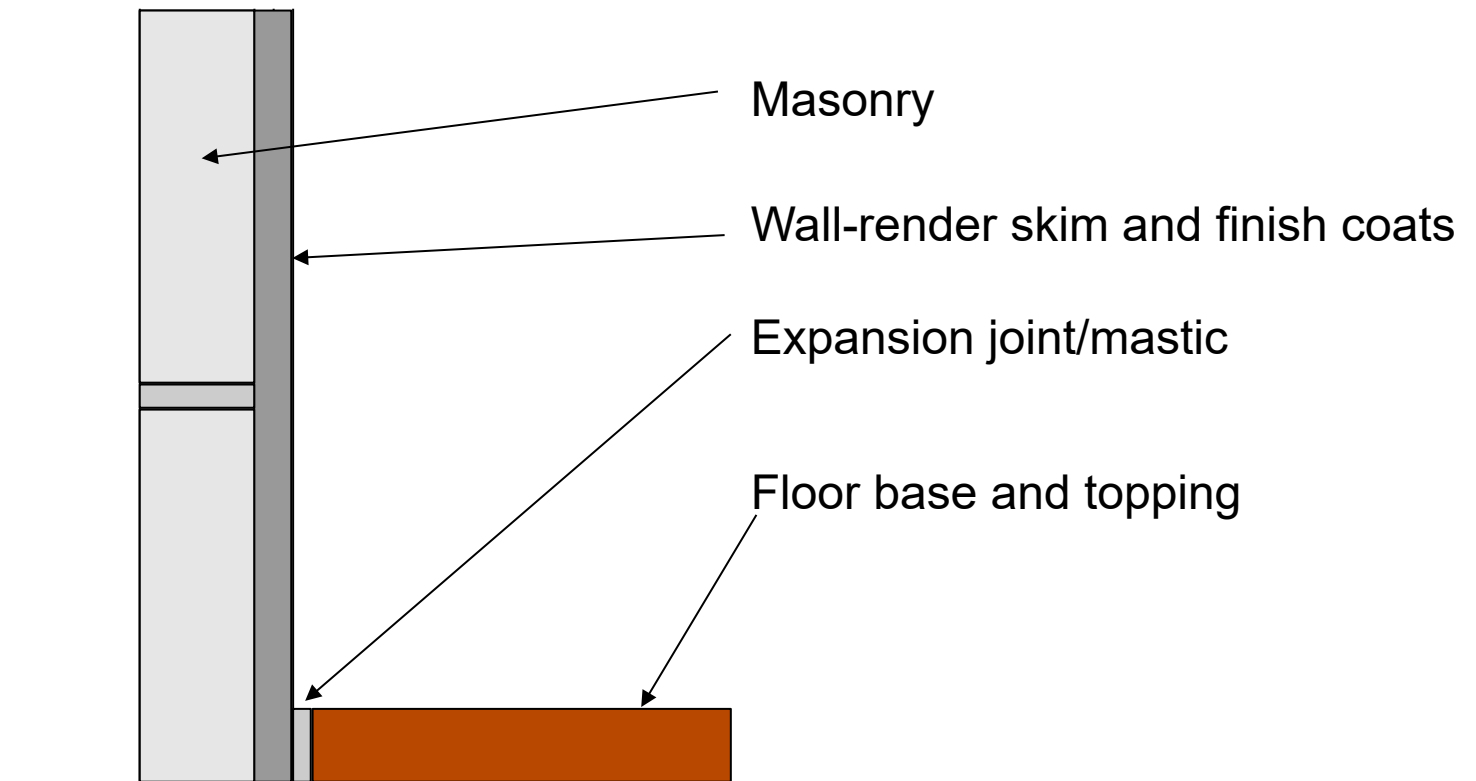 Masonry
Wall-render skim and finish coats
Expansion joint/mastic
Floor base and topping